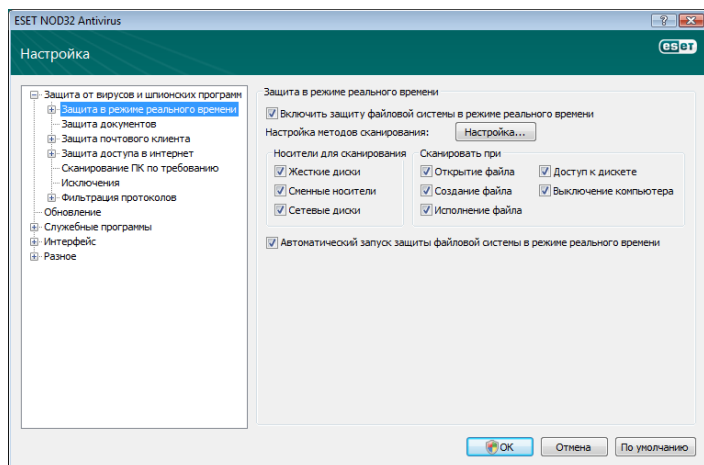 ESET NOD32 Antivirus
Настройка
eset
Защита от вирусов и шпионских программ
Защита в режиме реального времени
Защита документов
Защита почтового клиента
Защита доступа в интернет
Сканирование ПК по требованию
Исключения
Фильтрация протоколов
Обновление
Служебные программы
Интерфейс
Разное
Защита в режиме реального времени
Включить защиту файловой системы в режиме реального времени
Настройка методов сканирования: Настройка...
Носители для сканирования
Жесткие диски
Сменные носители
Сетевые диски
Сканировать при
Открытие файла Доступ к дискете
Создание файла Выключение компьютера
Исполнение файла
Автоматический запуск защиты файловой системы в режиме реального времени
OK Отмена По умолчанию